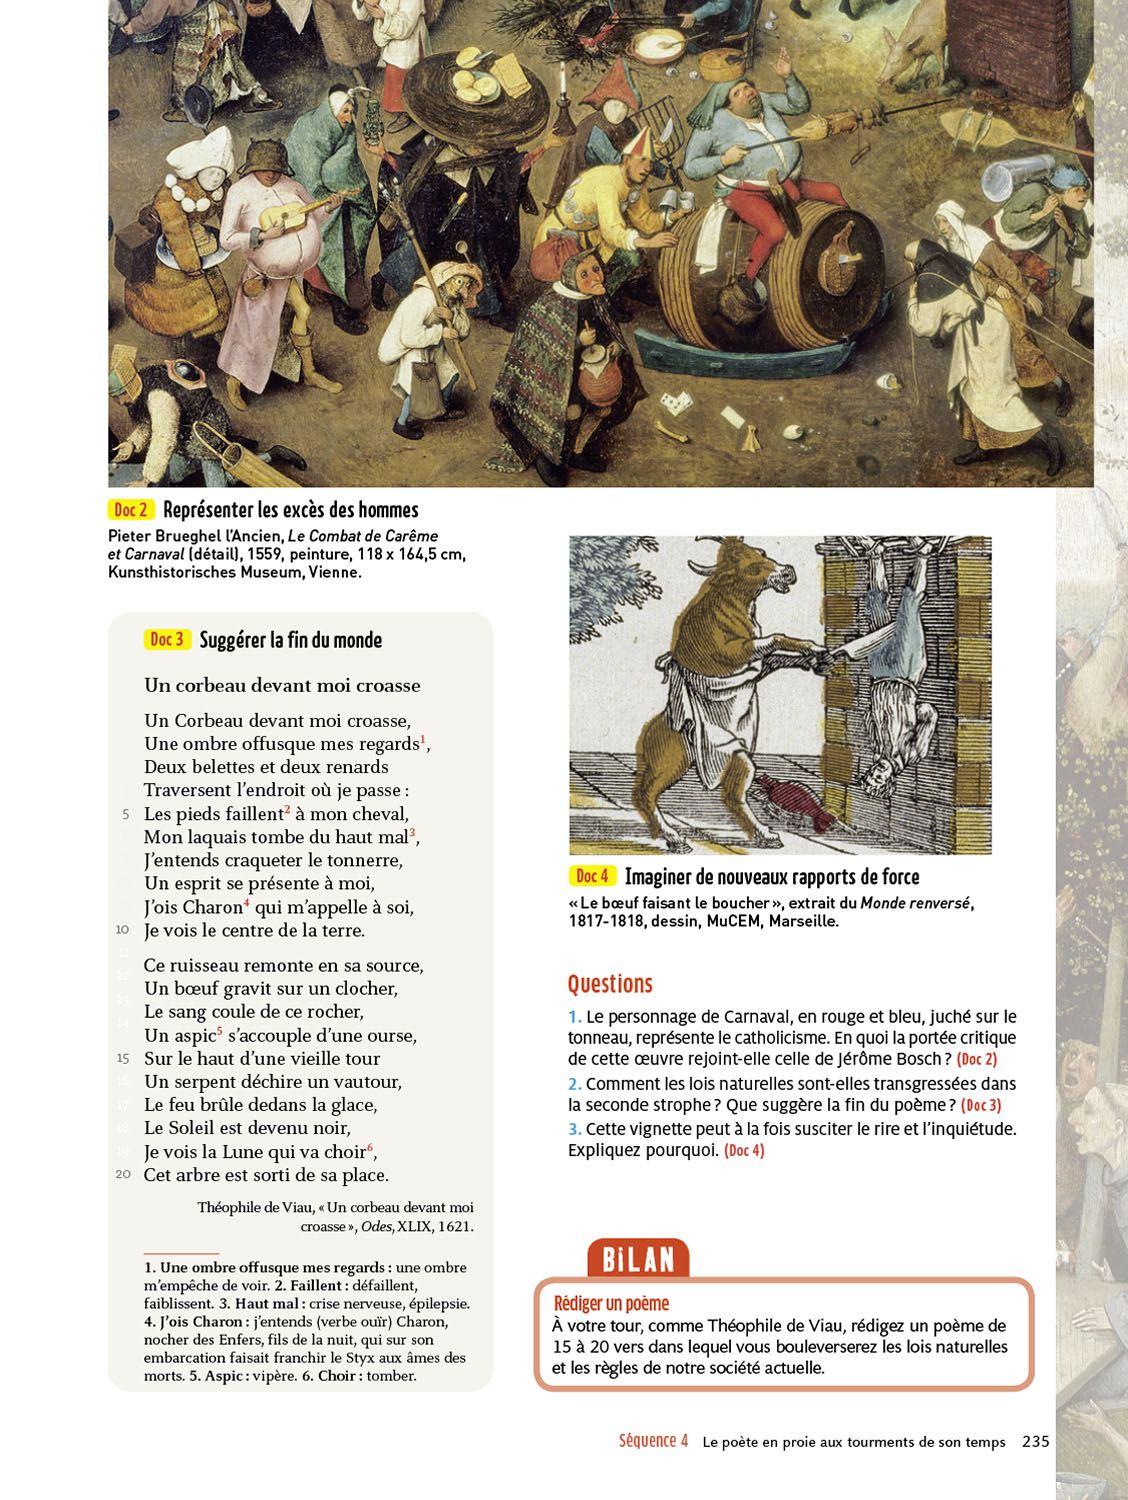 Doc 2 Représenter les excès des hommes
Pieter Brueghel l'Ancien, Le Combat de Carême
et Carnaval (détail), 1559, peinture, 118 x 164,5 cm,
Kunsthistorisches Museum, Vienne.
Doc 3 Suggérer la fin du monde
Un corbeau devant moi croasse
Un Corbeau devant moi croasse,
Une ombre offusque mes regards1,
Deux belettes et deux renards
Traversent l'endroit où je passe :
5 Les pieds faillent2 à mon cheval,
Mon laquais tombe du haut mal3,
J'entends craqueter le tonnerre,
Un esprit se présente à moi,
J'ois Charon4 qui m'appelle à soi,
10 Je vois le centre de la terre.
11
12 Ce ruisseau remonte en sa source,
Un bœuf gravit sur un clocher,
13 Le sang coule de ce rocher,
14 Un aspic5 s'accouple d'une ourse,
15 Sur le haut d'une vieille tour
16 Un serpent déchire un vautour,
17 Le feu brûle dedans la glace,
18 Le Soleil est devenu noir,
19 Je vois la Lune qui va choir6,
20 Cet arbre est sorti de sa place.
Théophile de Viau, « Un corbeau devant moi
croasse », Odes, XLIX, 1621.
1. Une ombre offusque mes regards : une ombre
m'empêche de voir. 2. Faillent : défaillent,
faiblissent. 3. Haut mal : crise nerveuse, épilepsie.
4. J'ois Charon : j'entends (verbe ouïr) Charon,
nocher des Enfers, fils de la nuit, qui sur son
embarcation faisait franchir le Styx aux âmes des
morts. 5. Aspic : vipère. 6. Choir : tomber.
Doc 4 Imaginer de nouveaux rapports de force
« Le bœuf faisant le boucher », extrait du Monde renversé,
1817-1818, dessin, MuCEM, Marseille.
Questions
1. Le personnage de Carnaval, en rouge et bleu, juché sur le
tonneau, représente le catholicisme. En quoi la portée critique
de cette œuvre rejoint-elle celle de Jérôme Bosch ? (Doc 2)
2. Comment les lois naturelles sont-elles transgressées dans
la seconde strophe ? Que suggère la fin du poème ? (Doc 3)
3. Cette vignette peut à la fois susciter le rire et l'inquiétude.
Expliquez pourquoi. (Doc 4)
BiLAN
Rédiger un poème
À votre tour, comme Théophile de Viau, rédigez un poème de
15 à 20 vers dans lequel vous bouleverserez les lois naturelles
et les règles de notre société actuelle.
Séquence 4 Le poète en proie aux tourments de son temps 235